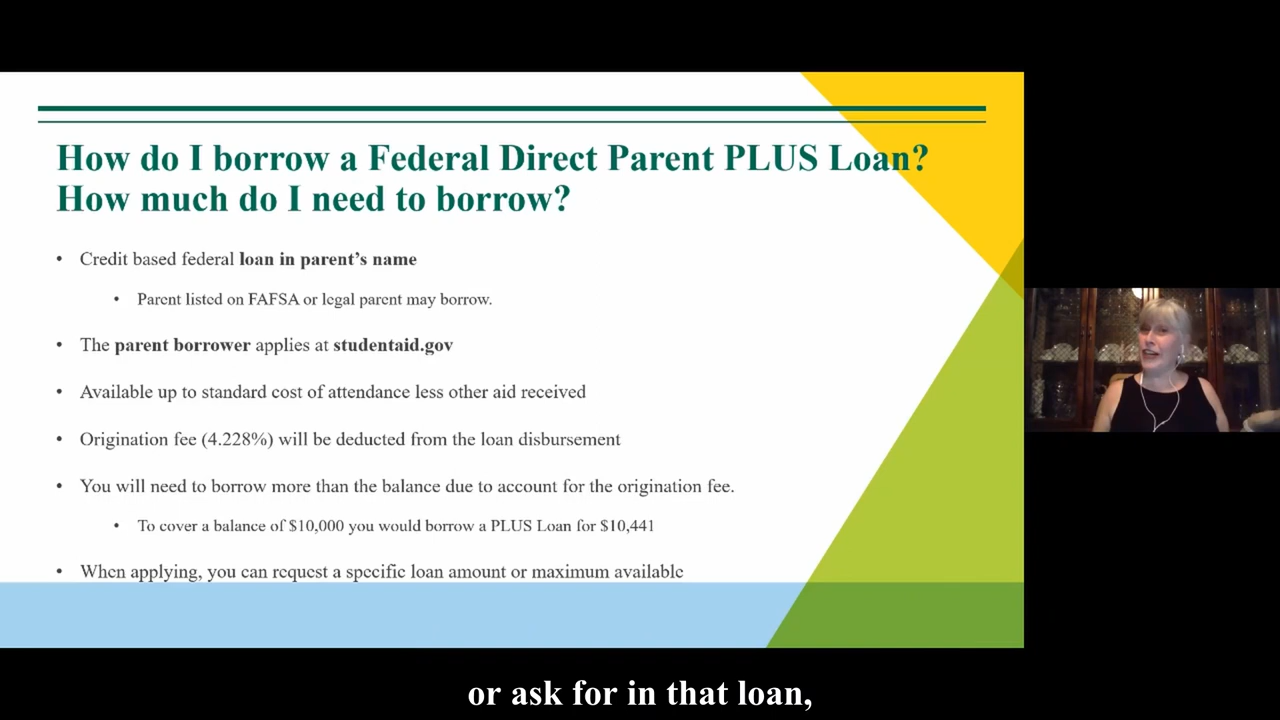 How do I borrow a Federal Direct Parent PLUS Loan?
How much do I need to borrow?
• Credit based federal loan in parent's name
• Parent listed on FAFSA or legal parent may borrow.
• The parent borrower applies at studentaid.gov
• Available up to standard cost of attendance less other aid received
• Origination fee (4.228%) will be deducted from the loan disbursement
• You will need to borrow more than the balance due to account for the origination fee.
• To cover a balance of $10,000 you would borrow a PLUS Loan for $10,441
• When applying, you can request a specific loan amount or maximum available
or ask for in that loan,